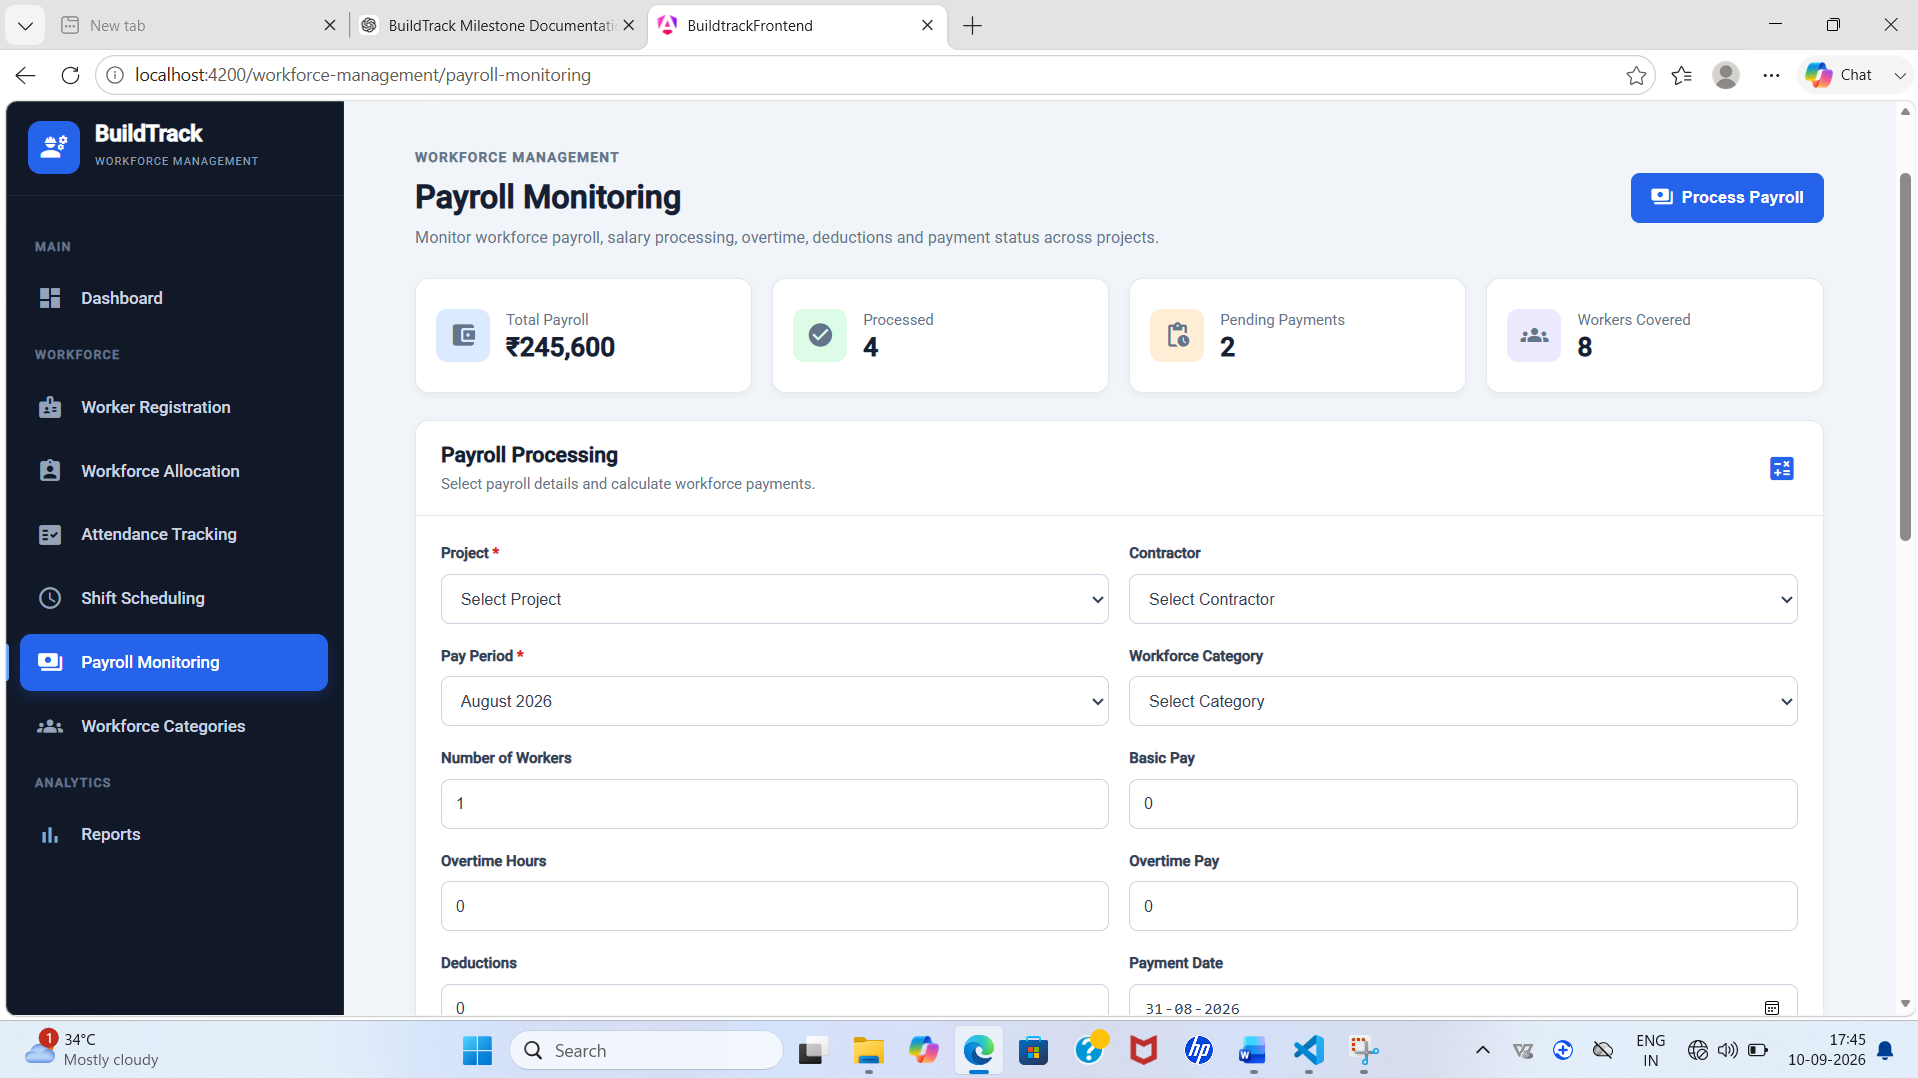 New tab
BuildTrack Milestone Documentati
BuildtrackFrontend
localhost:4200/workforce-management/payroll-monitoring
Chat
BuildTrack
WORKFORCE MANAGEMENT
MAIN
Dashboard
WORKFORCE
Worker Registration
Workforce Allocation
Attendance Tracking
Shift Scheduling
Payroll Monitoring
Workforce Categories
ANALYTICS
Reports
WORKFORCE MANAGEMENT
Payroll Monitoring
Monitor workforce payroll, salary processing, overtime, deductions and payment status across projects.
Process Payroll
Total Payroll
₹245,600
Processed
4
Pending Payments
2
Workers Covered
8
Payroll Processing
Select payroll details and calculate workforce payments.
Project *
Select Project
Contractor
Select Contractor
Pay Period *
August 2026
Workforce Category
Select Category
Number of Workers
1
Basic Pay
0
Overtime Hours
0
Overtime Pay
0
Deductions
0
Payment Date
31-08-2026
1
34°C
Mostly cloudy
Search
ENG
IN
17:45
10-09-2026